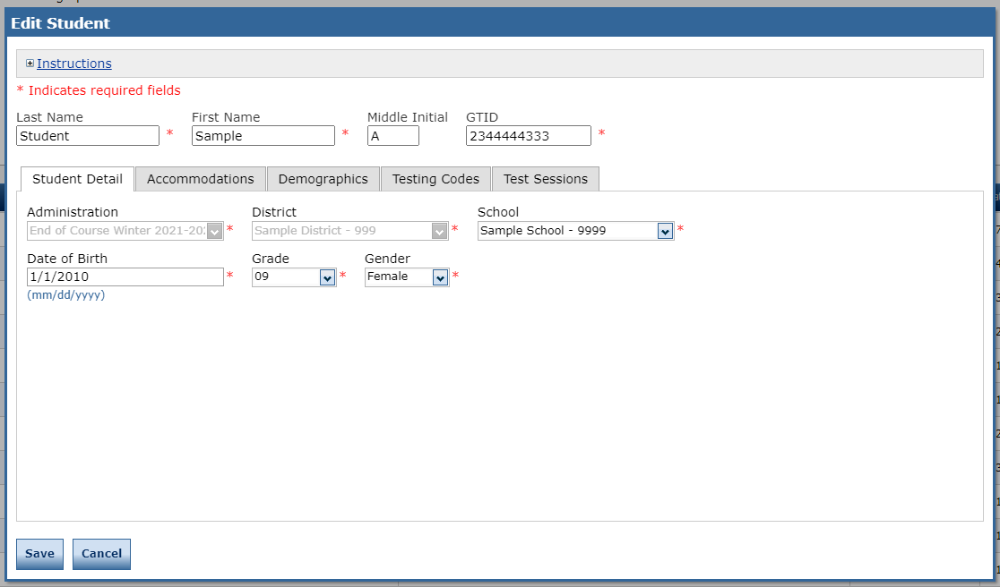 Edit Student
Instructions
* Indicates required fields
Last Name First Name Middle Initial GTID
Student * Sample * A 2344444333 *
Student Detail Accommodations Demographics Testing Codes Test Sessions
Administration District School
End of Course Winter 2021-20 * Sample District - 999 * Sample School - 9999 *
Date of Birth Grade Gender
1/1/2010 * 09 * Female *
(mm/dd/yyyy)
Save Cancel